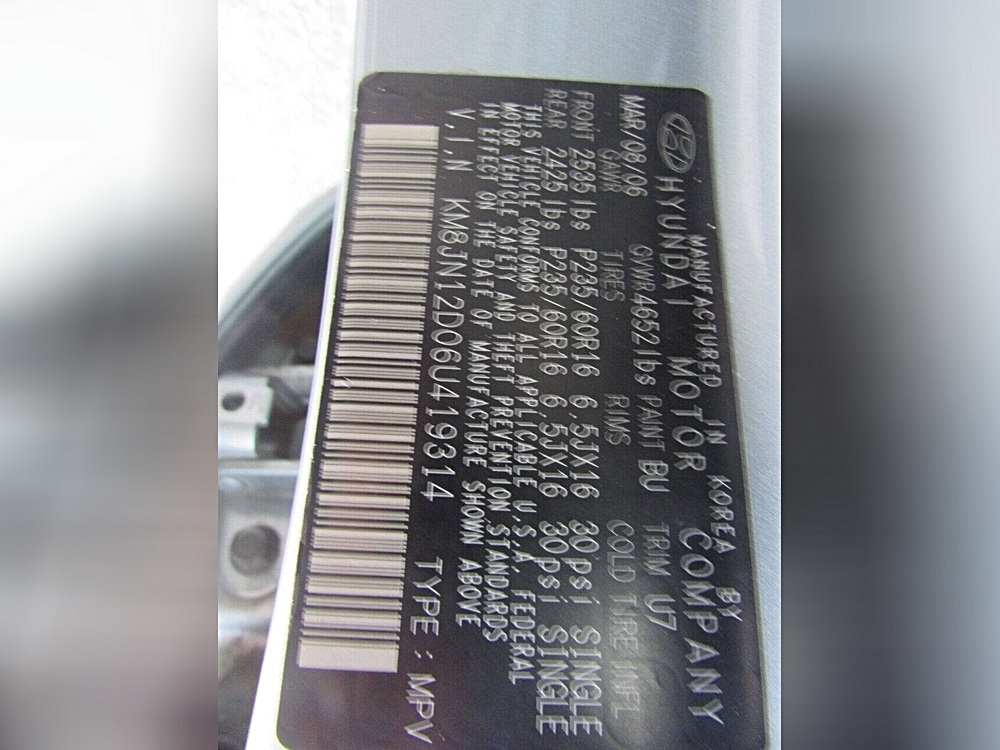 MANUFACTURED IN KOREA BY
HYUNDAI MOTOR COMPANY
MAR/08/06 GVWR4652lbs PAINT BU TRIM U7
GAWR TIRES RIMS COLD TIRE INFL
FRONT 2535lbs P235/60R16 6.5JX16 30psi SINGLE
REAR 2425lbs P235/60R16 6.5JX16 30psi SINGLE
THIS VEHICLE CONFORMS TO ALL APPLICABLE U.S.A. FEDERAL
MOTOR VEHICLE SAFETY AND THEFT PREVENTION STANDARDS
IN EFFECT ON THE DATE OF MANUFACTURE SHOWN ABOVE
V.I.N KM8JN12D06U419314 TYPE : MPV